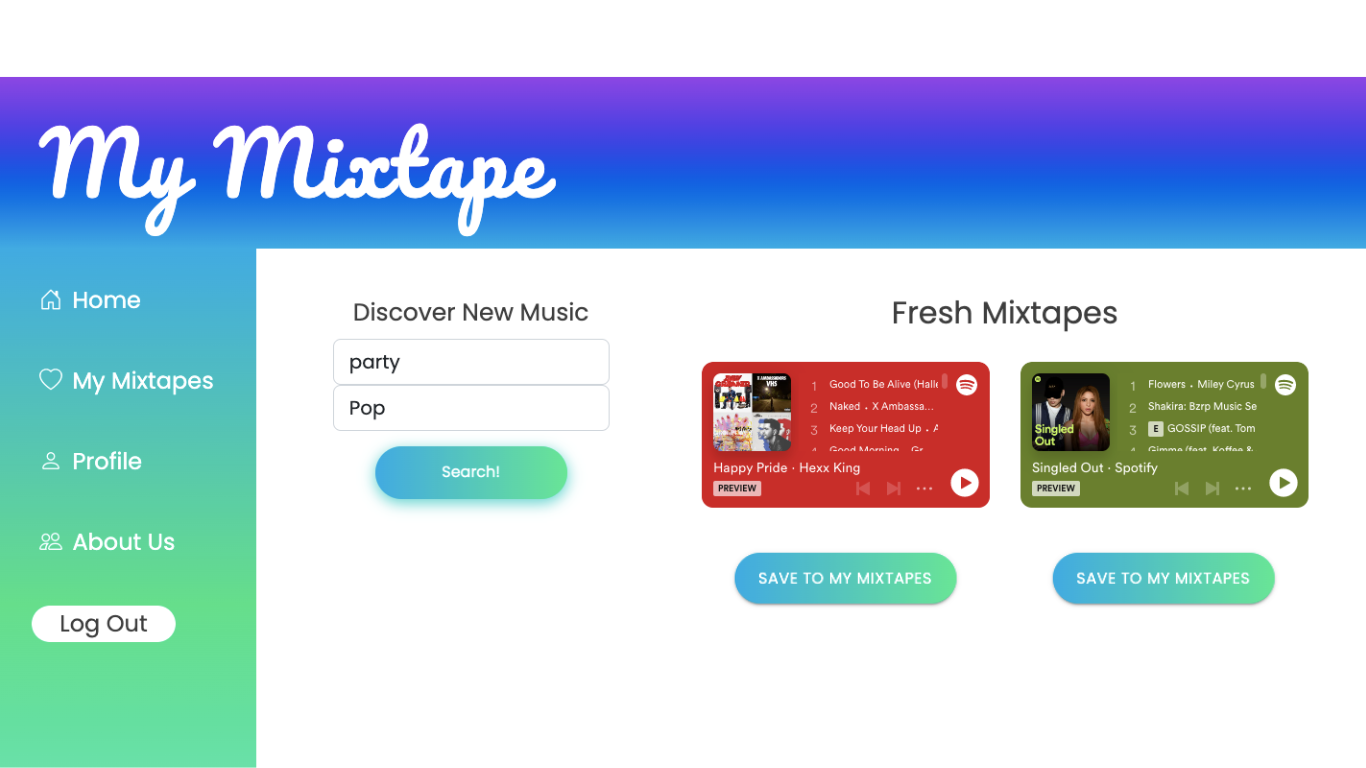 My Mixtape
Home
My Mixtapes
Profile
About Us
Log Out
Discover New Music
party
Pop
Search!
Fresh Mixtapes
1 Good To Be Alive (Halle
2 Naked • X Ambassa...
3 Keep Your Head Up •
4 Good Morning Gr
Happy Pride · Hexx King
PREVIEW
SAVE TO MY MIXTAPES
Singled
Out
1 Flowers • Miley Cyrus
2 Shakira: Bzrp Music Se
3 E GOSSIP (feat. Tom
4 Gimme (feat. Koffee &
Singled Out · Spotify
PREVIEW
SAVE TO MY MIXTAPES